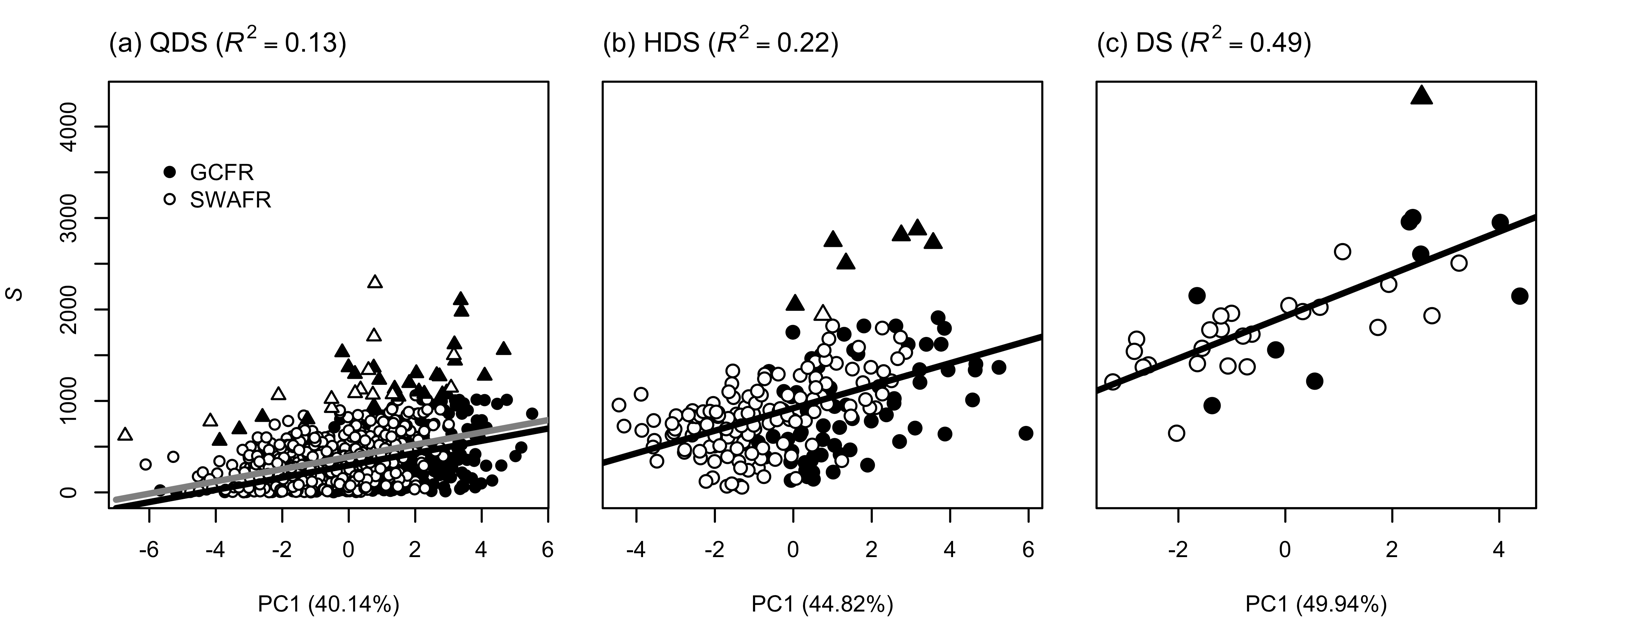 (a) QDS (R² = 0.13)
(b) HDS (R² = 0.22)
(c) DS (R² = 0.49)
S
4000
3000
2000
1000
0
GCFR
SWAFR
-6 -4 -2 0 2 4 6
-4 -2 0 2 4 6
-2 0 2 4
PC1 (40.14%)
PC1 (44.82%)
PC1 (49.94%)